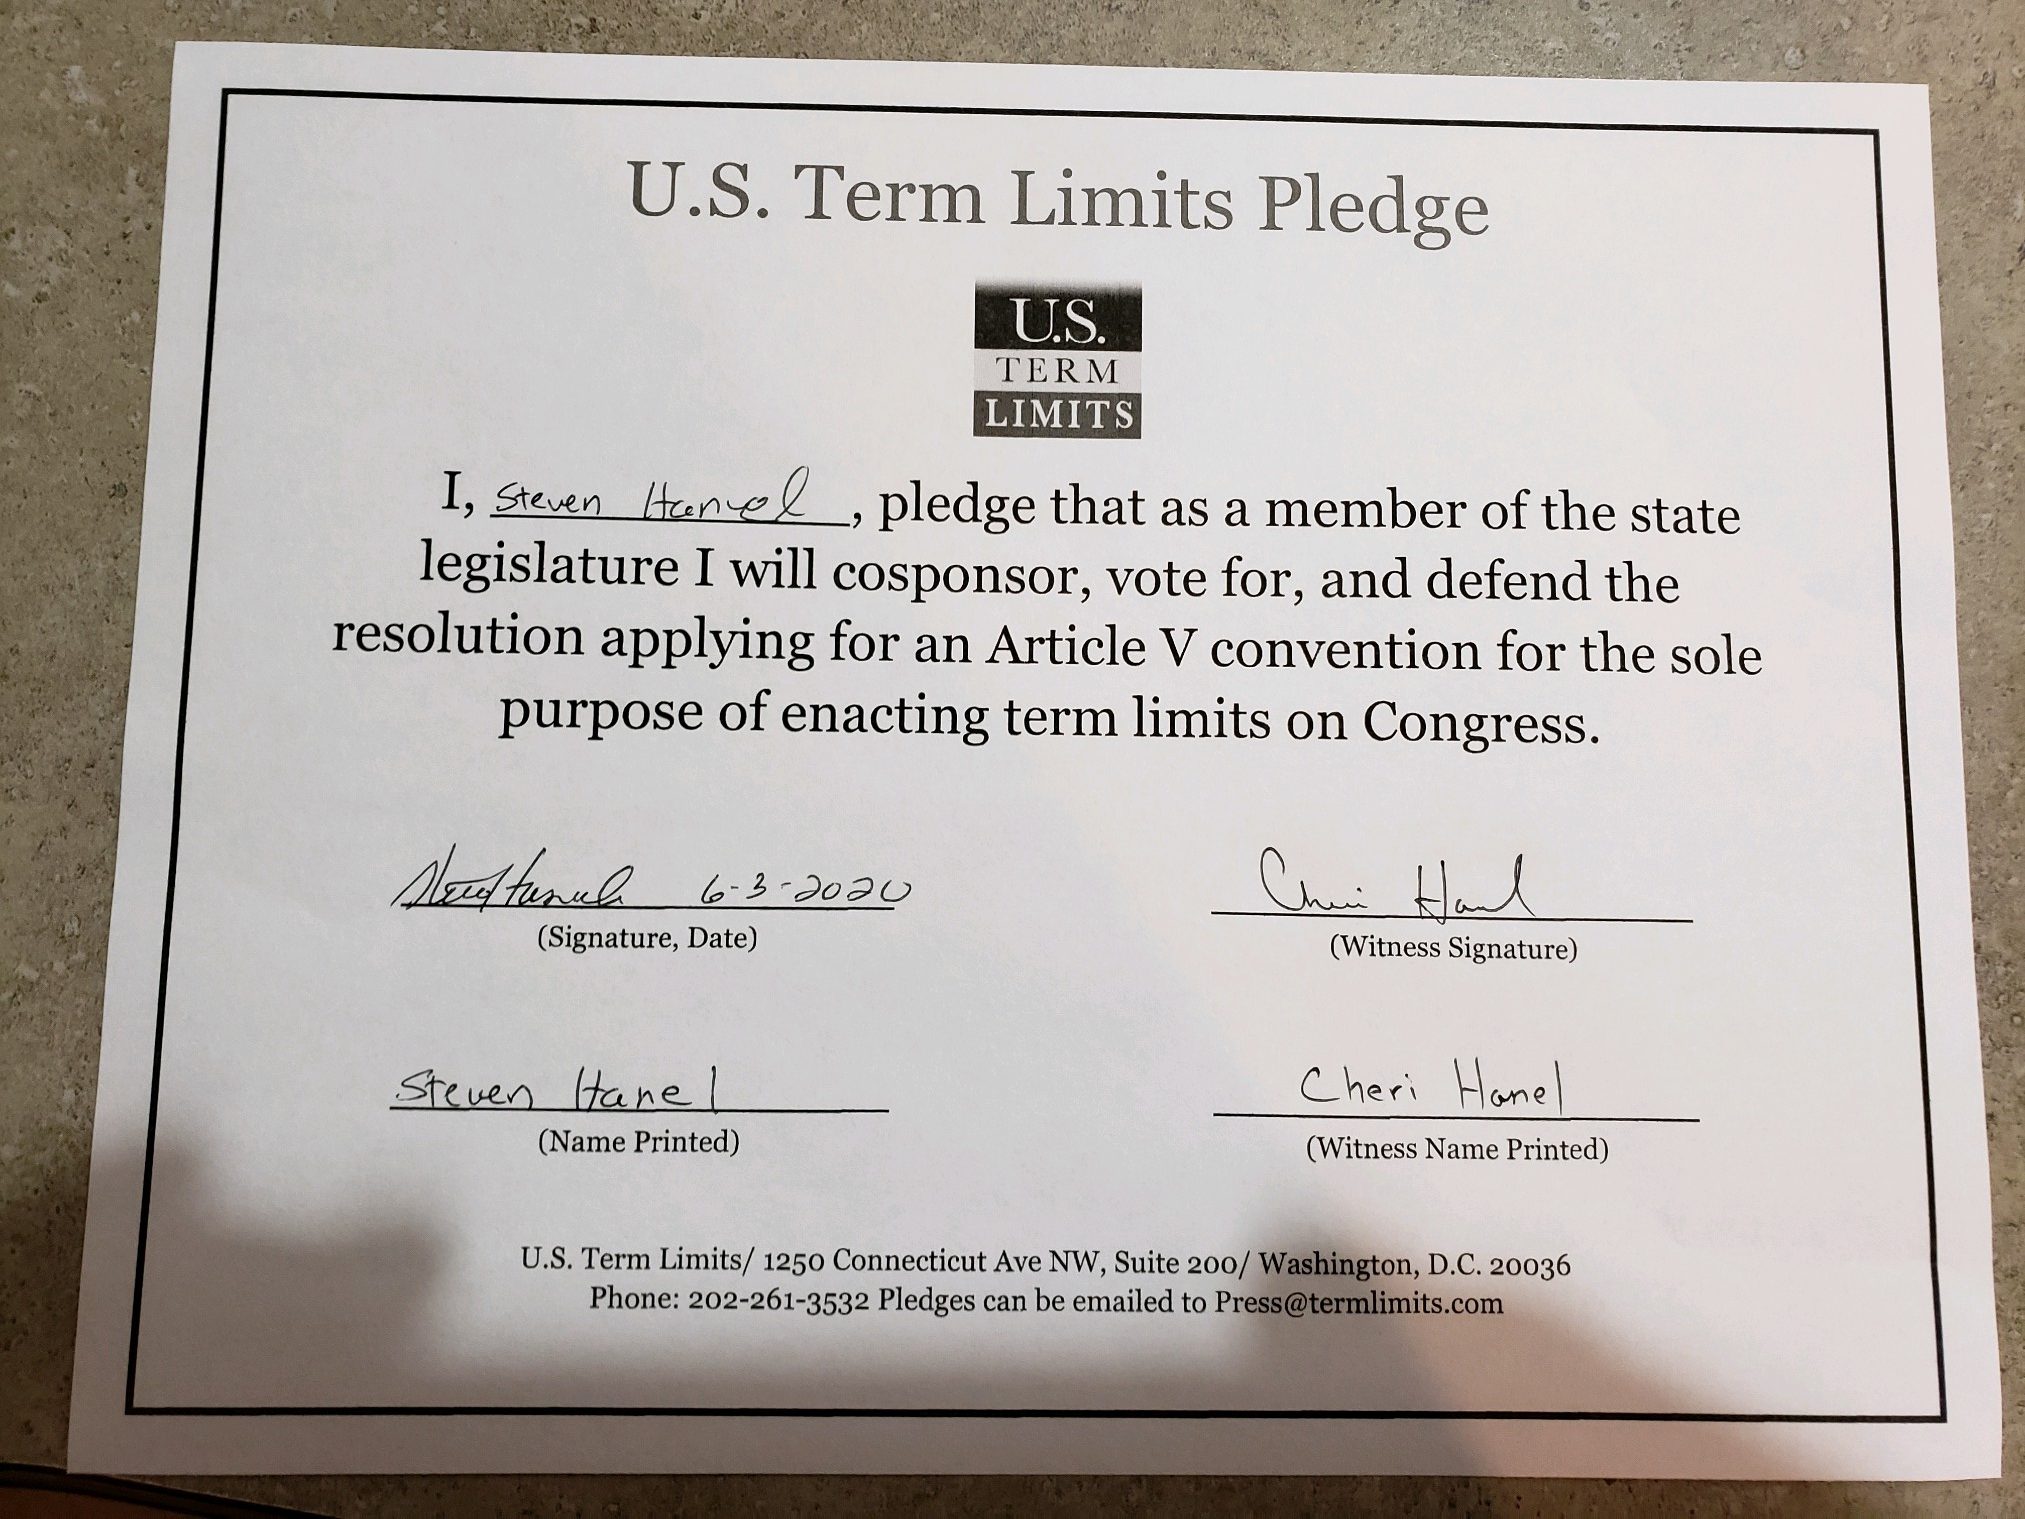 U.S. Term Limits Pledge
U.S.
TERM
LIMITS
I, Steven Hanel, pledge that as a member of the state
legislature I will cosponsor, vote for, and defend the
resolution applying for an Article V convention for the sole
purpose of enacting term limits on Congress.
Steven Hanel 6-3-2020
Cheri Hanel
(Signature, Date)
(Witness Signature)
Steven Hanel
Cheri Hanel
(Name Printed)
(Witness Name Printed)
U.S. Term Limits/ 1250 Connecticut Ave NW, Suite 200/ Washington, D.C. 20036
Phone: 202-261-3532 Pledges can be emailed to Press@termlimits.com